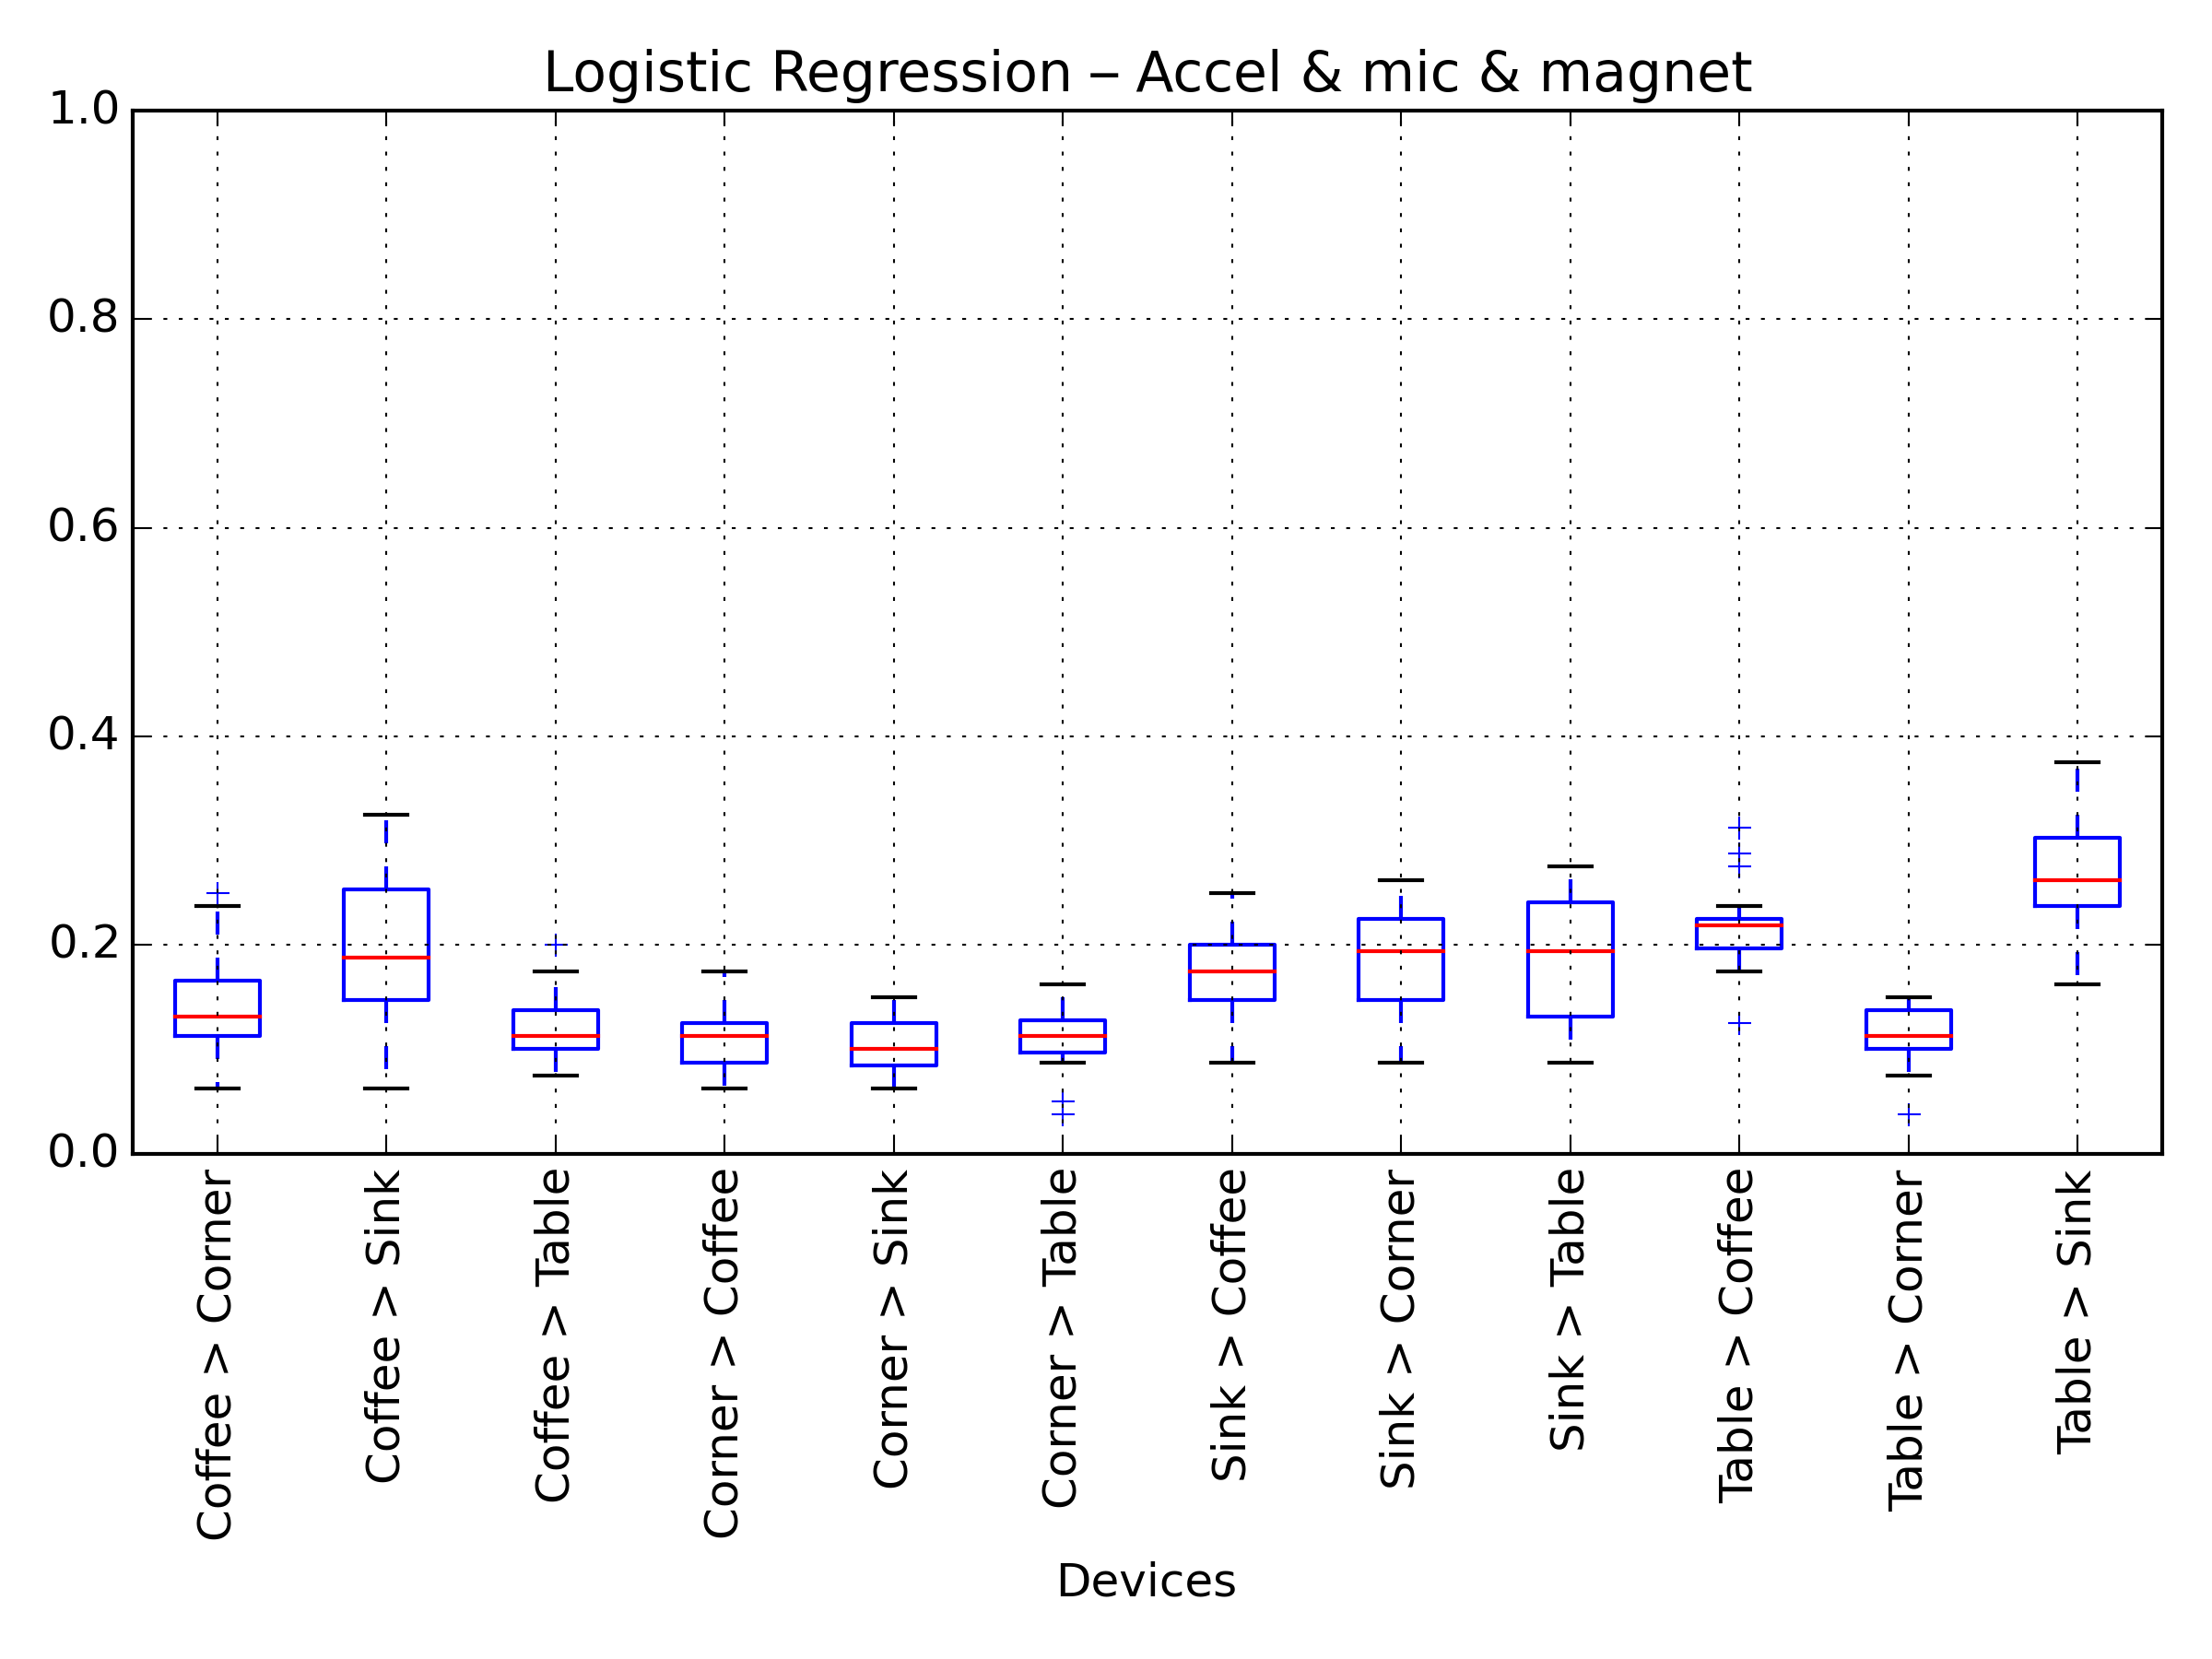 Logistic Regression – Accel & mic & magnet
1.0
0.8
0.6
0.4
0.2
0.0
Coffee > Corner
Coffee > Sink
Coffee > Table
Corner > Coffee
Corner > Sink
Corner > Table
Sink > Coffee
Sink > Corner
Sink > Table
Table > Coffee
Table > Corner
Table > Sink
Devices